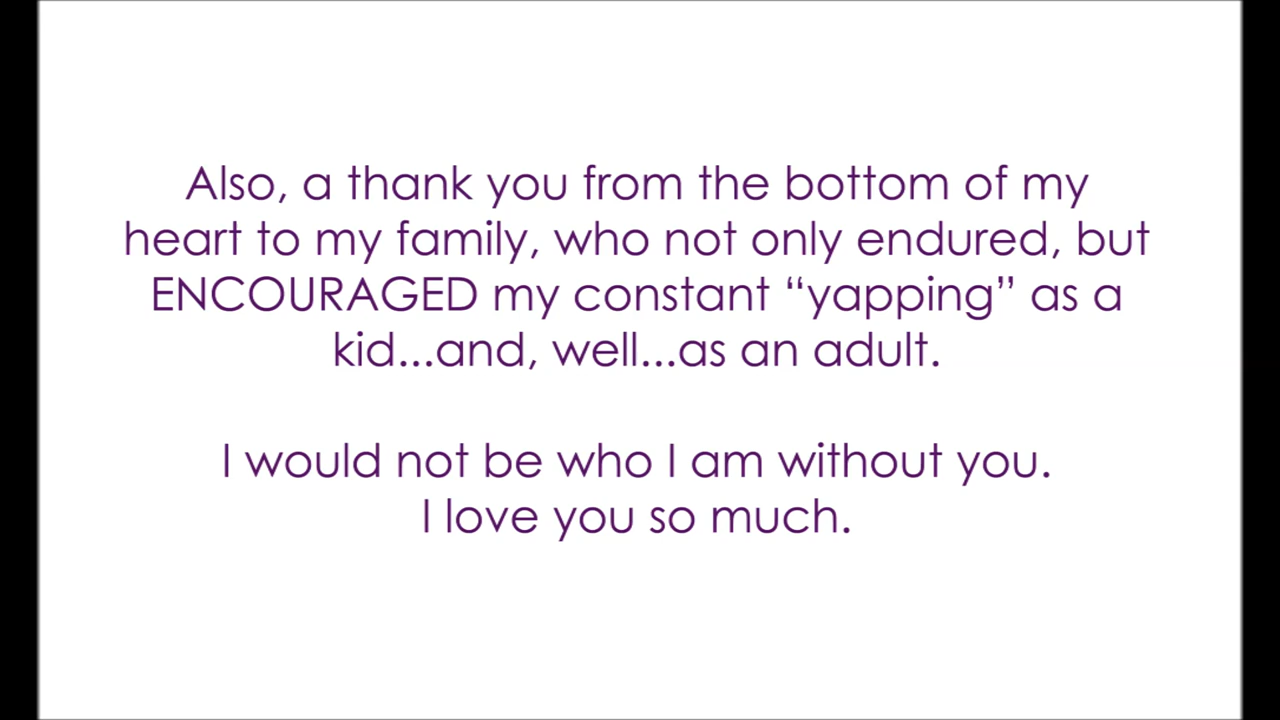 Also, a thank you from the bottom of my
heart to my family, who not only endured, but
ENCOURAGED my constant “yapping” as a
kid...and, well...as an adult.
I would not be who I am without you.
I love you so much.